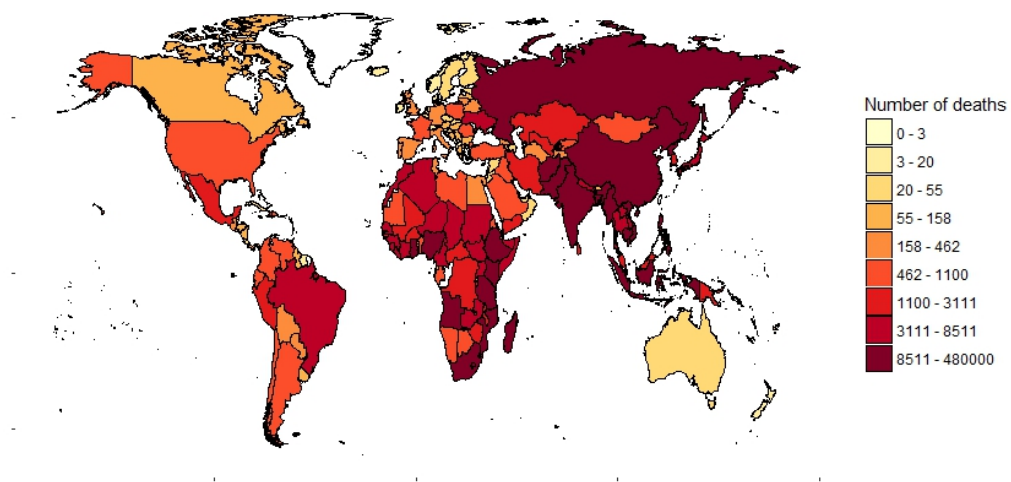 Number of deaths
0 - 3
3 - 20
20 - 55
55 - 158
158 - 462
462 - 1100
1100 - 3111
3111 - 8511
8511 - 480000